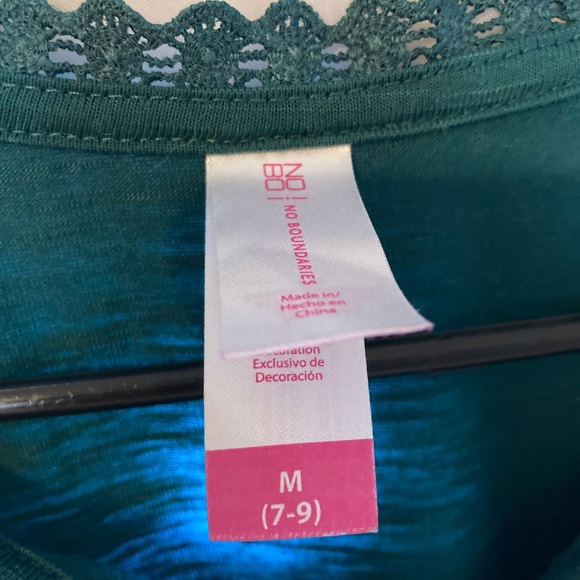 NO
BO
NO BOUNDARIES
Made in/
Hecho en
China
Exclusivo de
Decoración
M
(7-9)